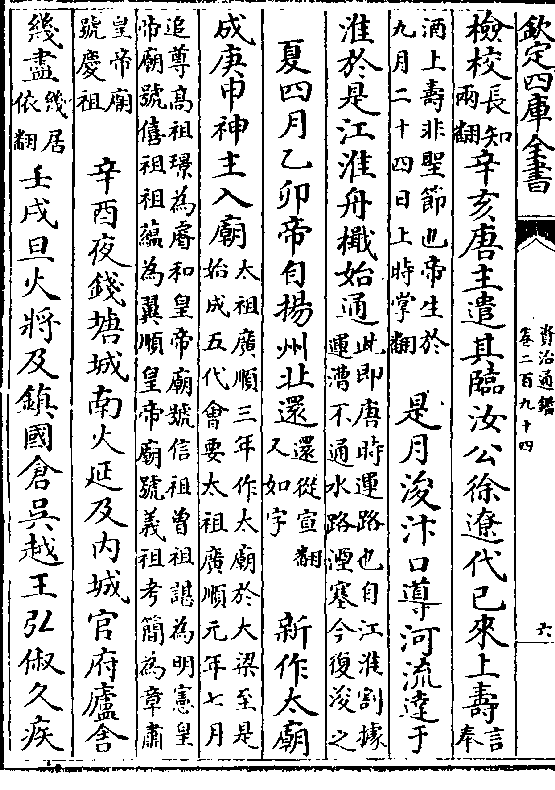 欽定四庫全書
資治通鑑
卷二百九十四
六
檢校長知兩翻辛亥唐主遣其臨汝公徐遼代已來上壽言奉
酒上壽非聖節也帝生於九月二十四日上時掌翻 是月浚汴口導河流達于
淮於是江淮舟檝始通此即唐時運路也自江淮割據運漕不通水路湮塞今復浚之
夏四月乙卯帝自揚州北還還從宣翻又如字 新作太廟
成庚申神主入廟太祖廣順三年作太廟於大梁至是始成五代會要太祖廣順元年七月
追尊高祖璟為睿和皇帝廟號信祖曾祖諶為明憲皇帝廟號僖祖祖蘊為翼順皇帝廟號義祖考簡為章肅
皇帝廟號慶祖 辛酉夜錢塘城南火延及内城官府廬舍
幾盡幾居依翻 壬戌旦火將及鎮國倉吳越王弘俶久疾